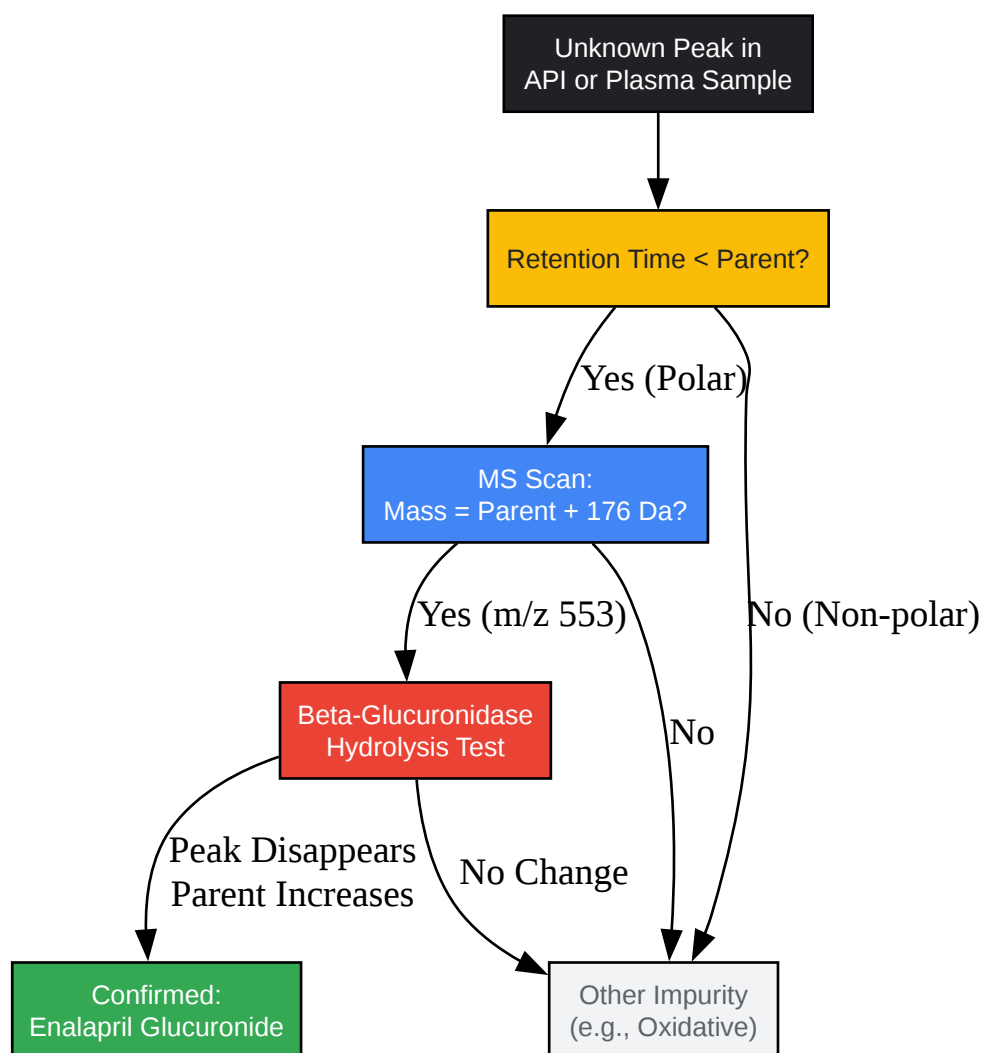 Unknown Peak in
API or Plasma Sample
Retention Time < Parent?
Yes (Polar)
MS Scan:
Mass = Parent + 176 Da?
Yes (m/z 553)
No (Non-polar)
Beta-Glucuronidase
Hydrolysis Test
No
Peak Disappears
Parent Increases
No Change
Confirmed:
Enalapril Glucuronide
Other Impurity
(e.g., Oxidative)